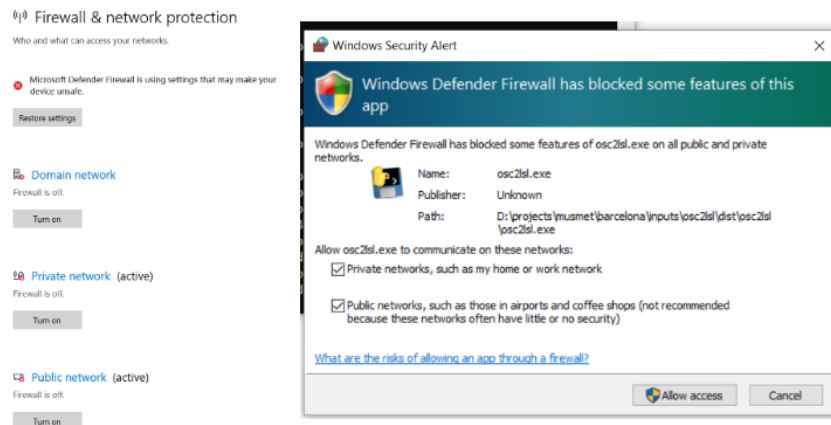 Firewall & network protection
Who and what can access your networks.
Microsoft Defender Firewall is using settings that may make your
device unsafe.
Restore settings
Domain network
Firewall is off.
Turn on
Private network (active)
Firewall is off.
Turn on
Public network (active)
Firewall is off.
Turn on
Windows Security Alert
Windows Defender Firewall has blocked some features of this
app
Windows Defender Firewall has blocked some features of osc2lsl.exe on all public and private
networks.
Name: osc2lsl.exe
Publisher: Unknown
Path: D:\projects\musmet\barcelona\inputs\osc2lsl\dist\osc2lsl
\osc2lsl.exe
Allow osc2lsl.exe to communicate on these networks:
Private networks, such as my home or work network
Public networks, such as those in airports and coffee shops (not recommended
because these networks often have little or no security)
What are the risks of allowing an app through a firewall?
Allow access
Cancel